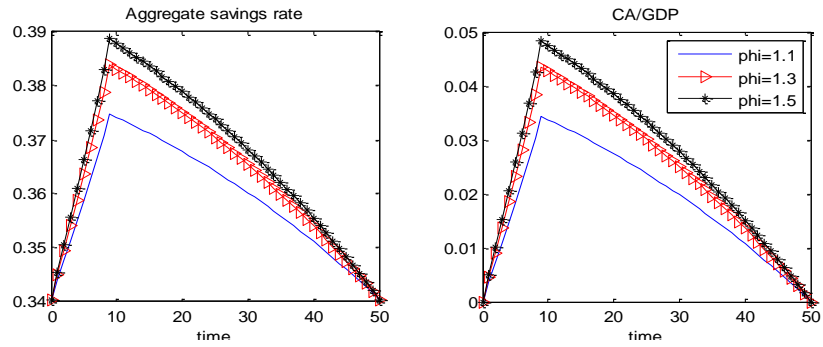 Aggregate savings rate
0.39
0.38
0.37
0.36
0.35
0.34
0 10 20 30 40 50
time
CA/GDP
0.05
0.04
0.03
0.02
0.01
0
0 10 20 30 40 50
time
phi=1.1
phi=1.3
phi=1.5